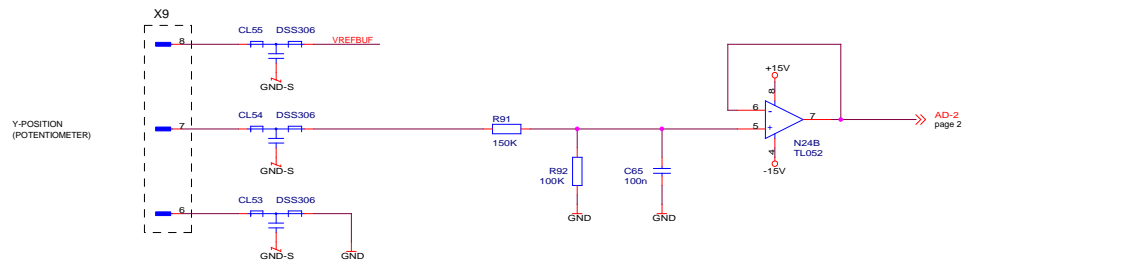 X9
8
CL55 DSS306
VREFBUF
GND-S
+15V
8
6
-
7
5
+
4
N24B
TL052
-15V
AD-2
page 2
Y-POSITION
(POTENTIOMETER)
7
CL54 DSS306
GND-S
R91
150K
R92
100K
GND
C65
100n
GND
6
CL53 DSS306
GND-S
GND